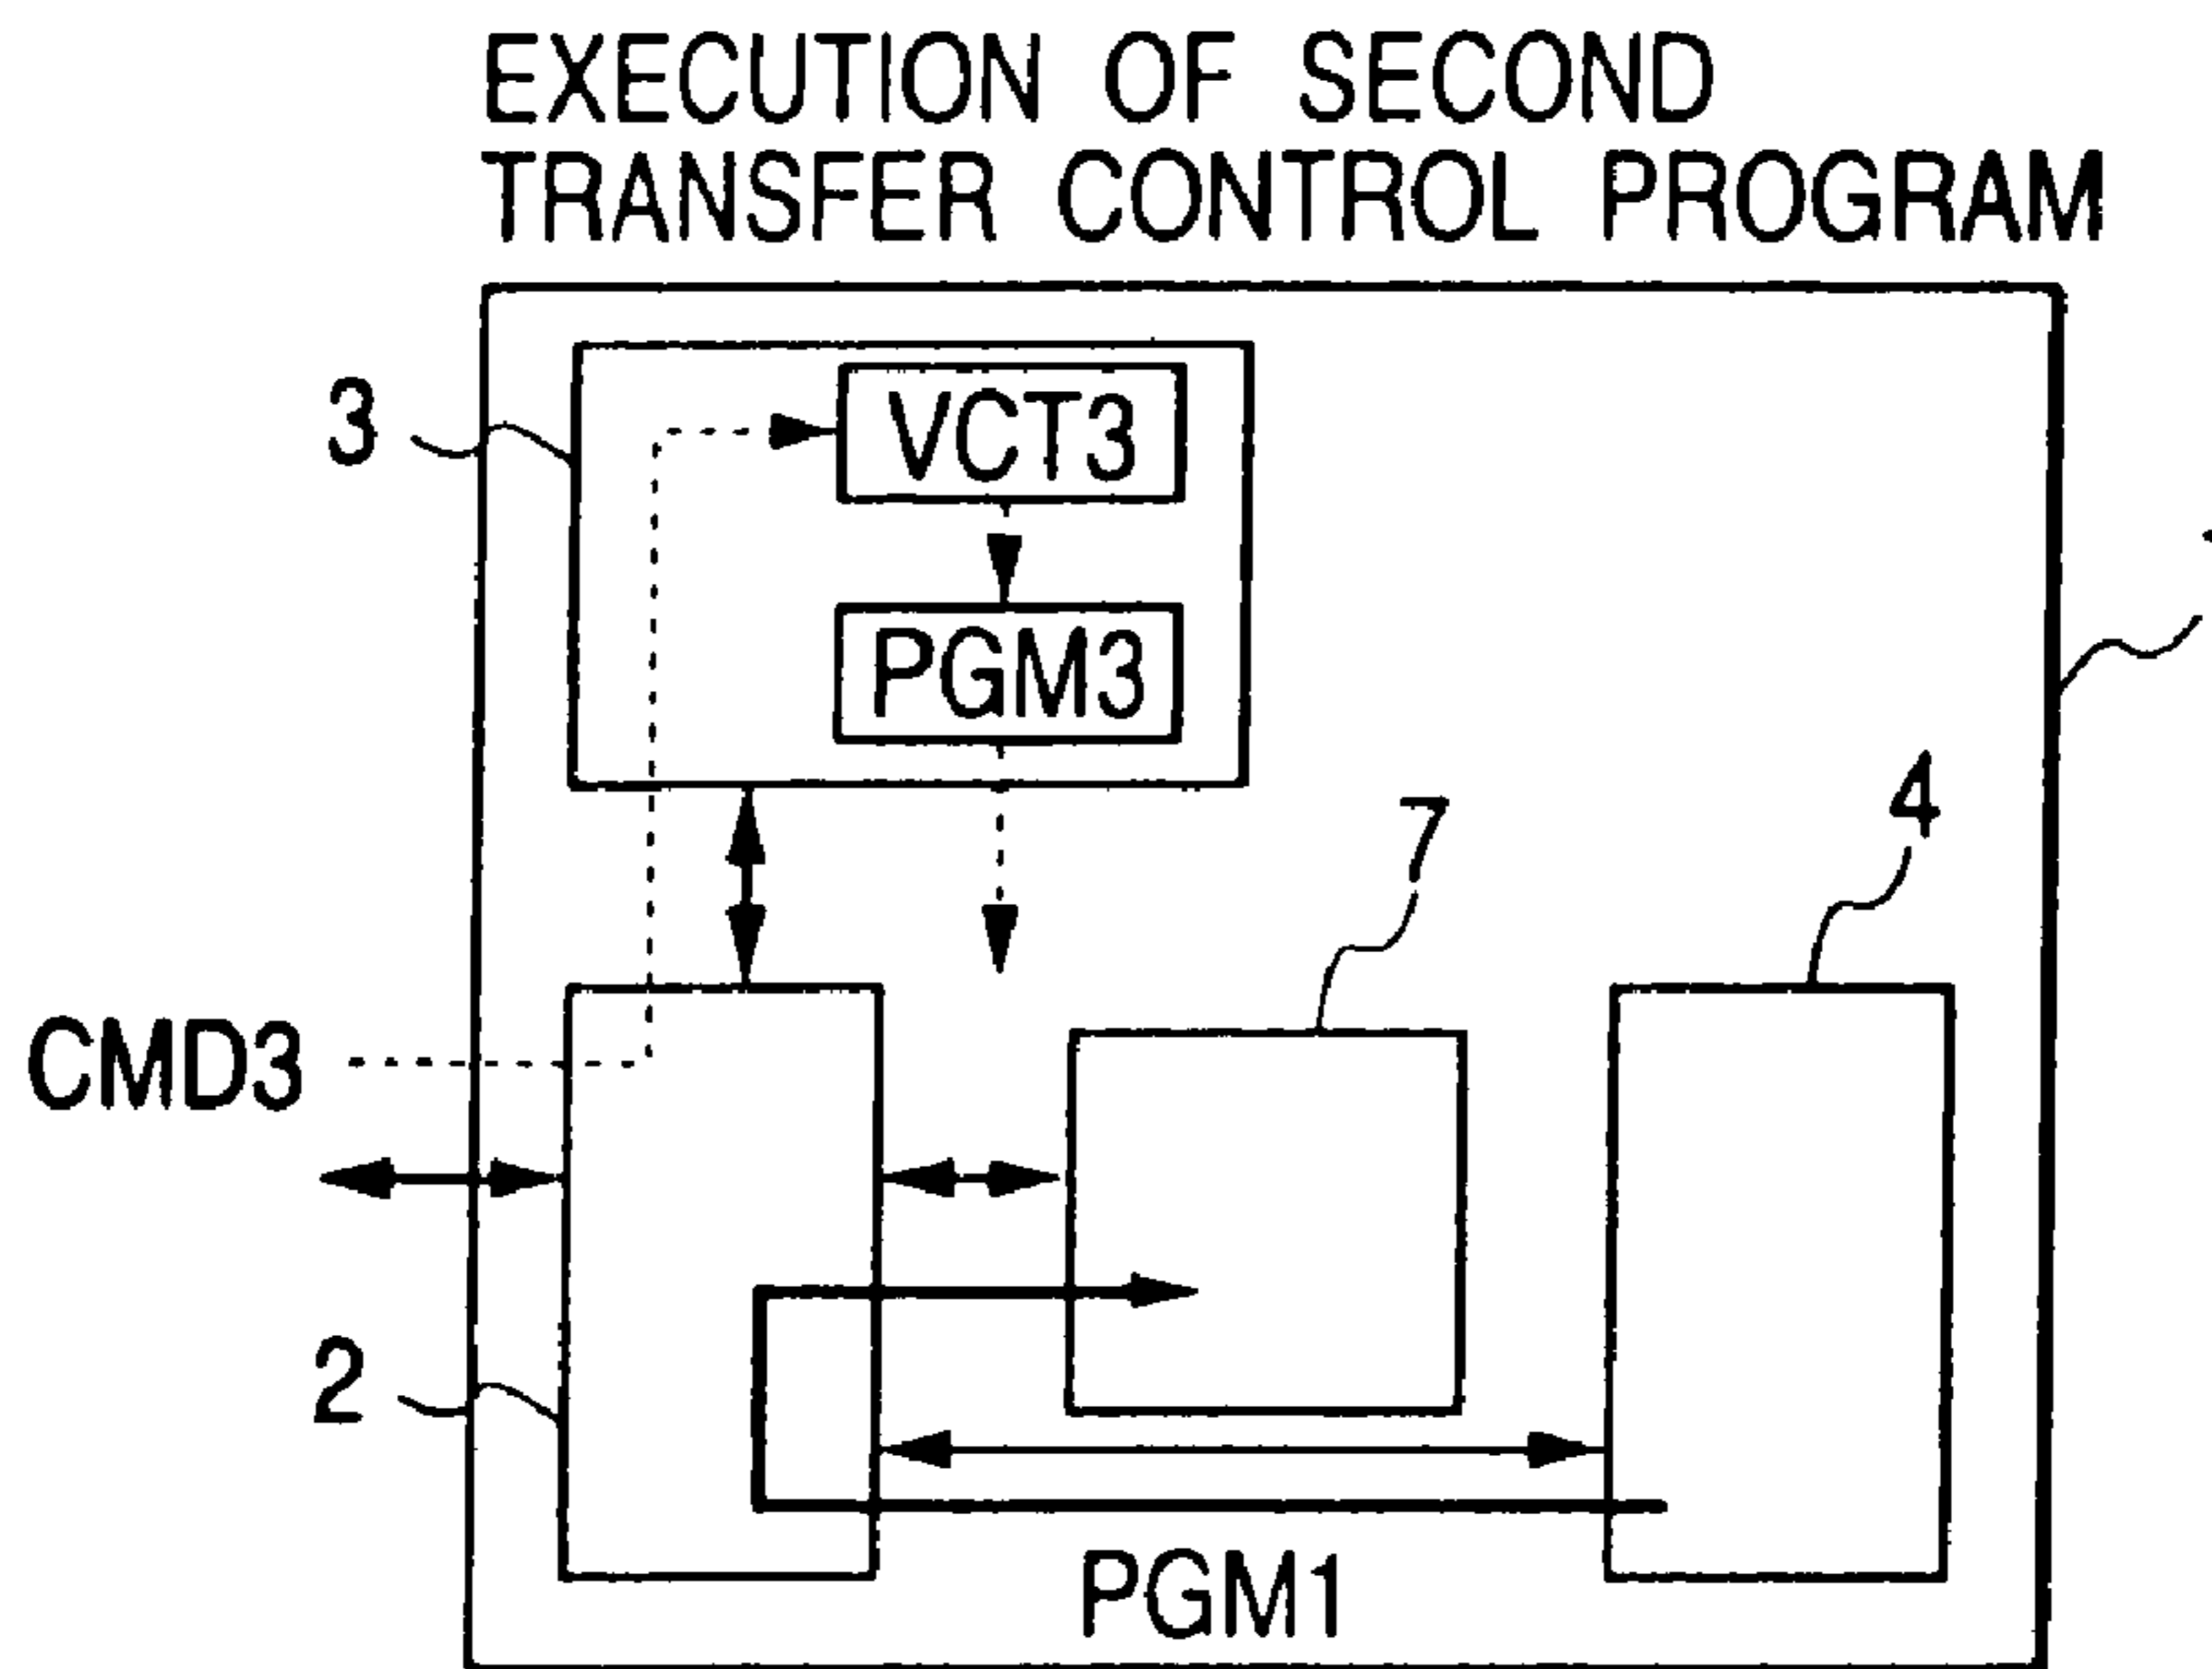 EXECUTION OF SECOND
TRANSFER CONTROL PROGRAM
3
VCT3
PGM3
7
4
CMD3
2
PGM1